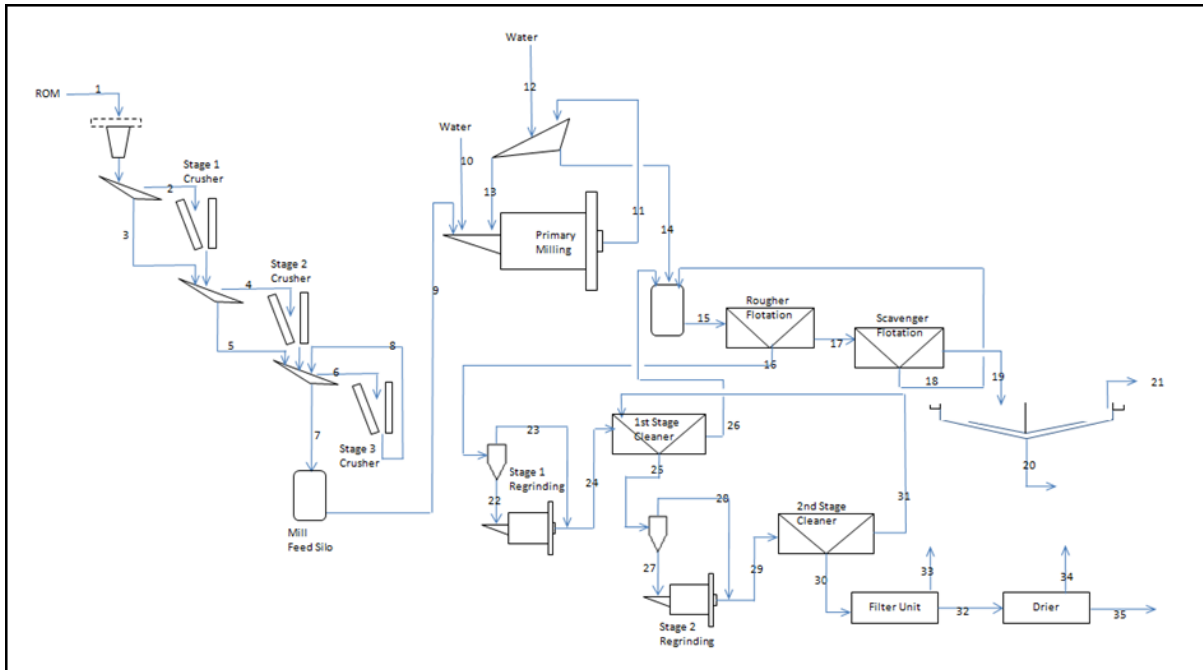 Water
12
1
ROM
Water
10
Stage 1
Crusher
2
13
11
14
3
Primary
Milling
Stage 2
Crusher
4
9
Rougher
Flotation
Scavenger
Flotation
15
5
8
17
6
16
18
19
21
7
1st Stage
Cleaner
23
26
Stage 3
Crusher
25
20
Stage 1
Regrinding
24
22
28
31
2nd Stage
Cleaner
Mill
Feed Silo
27
29
30
33
34
Filter Unit
32
Drier
35
Stage 2
Regrinding